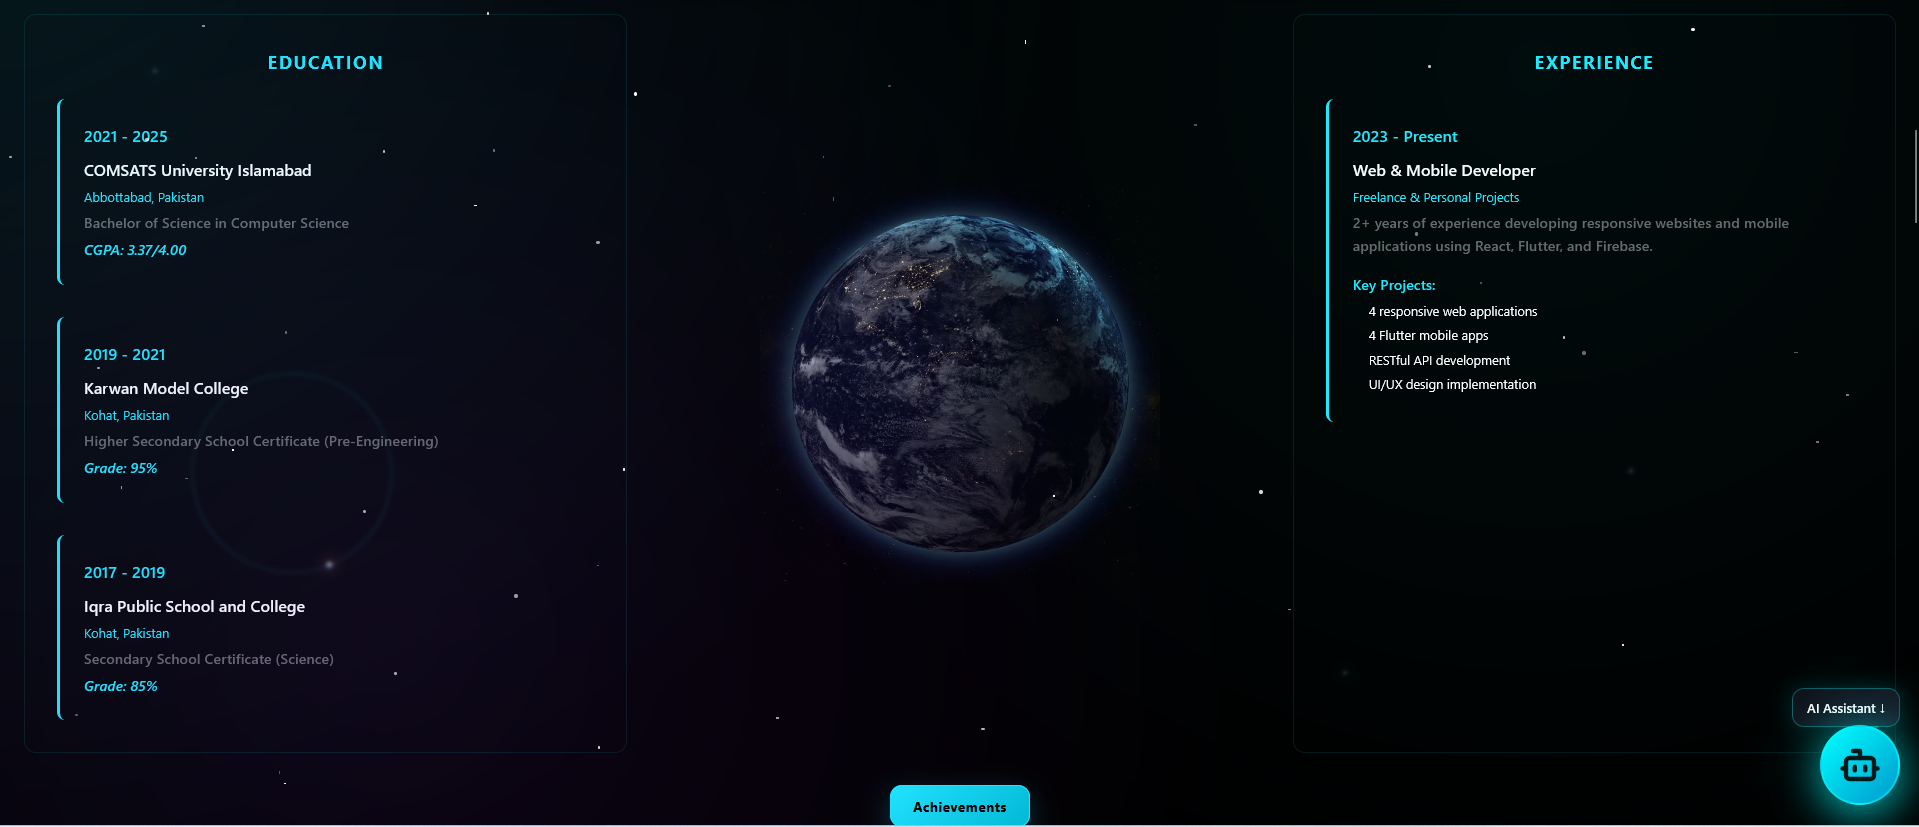 EDUCATION
2021 - 2025
COMSATS University Islamabad
Abbottabad, Pakistan
Bachelor of Science in Computer Science
CGPA: 3.37/4.00
2019 - 2021
Karwan Model College
Kohat, Pakistan
Higher Secondary School Certificate (Pre-Engineering)
Grade: 95%
2017 - 2019
Iqra Public School and College
Kohat, Pakistan
Secondary School Certificate (Science)
Grade: 85%
EXPERIENCE
2023 - Present
Web & Mobile Developer
Freelance & Personal Projects
2+ years of experience developing responsive websites and mobile
applications using React, Flutter, and Firebase.
Key Projects:
4 responsive web applications
4 Flutter mobile apps
RESTful API development
UI/UX design implementation
AI Assistant ↓
Achievements